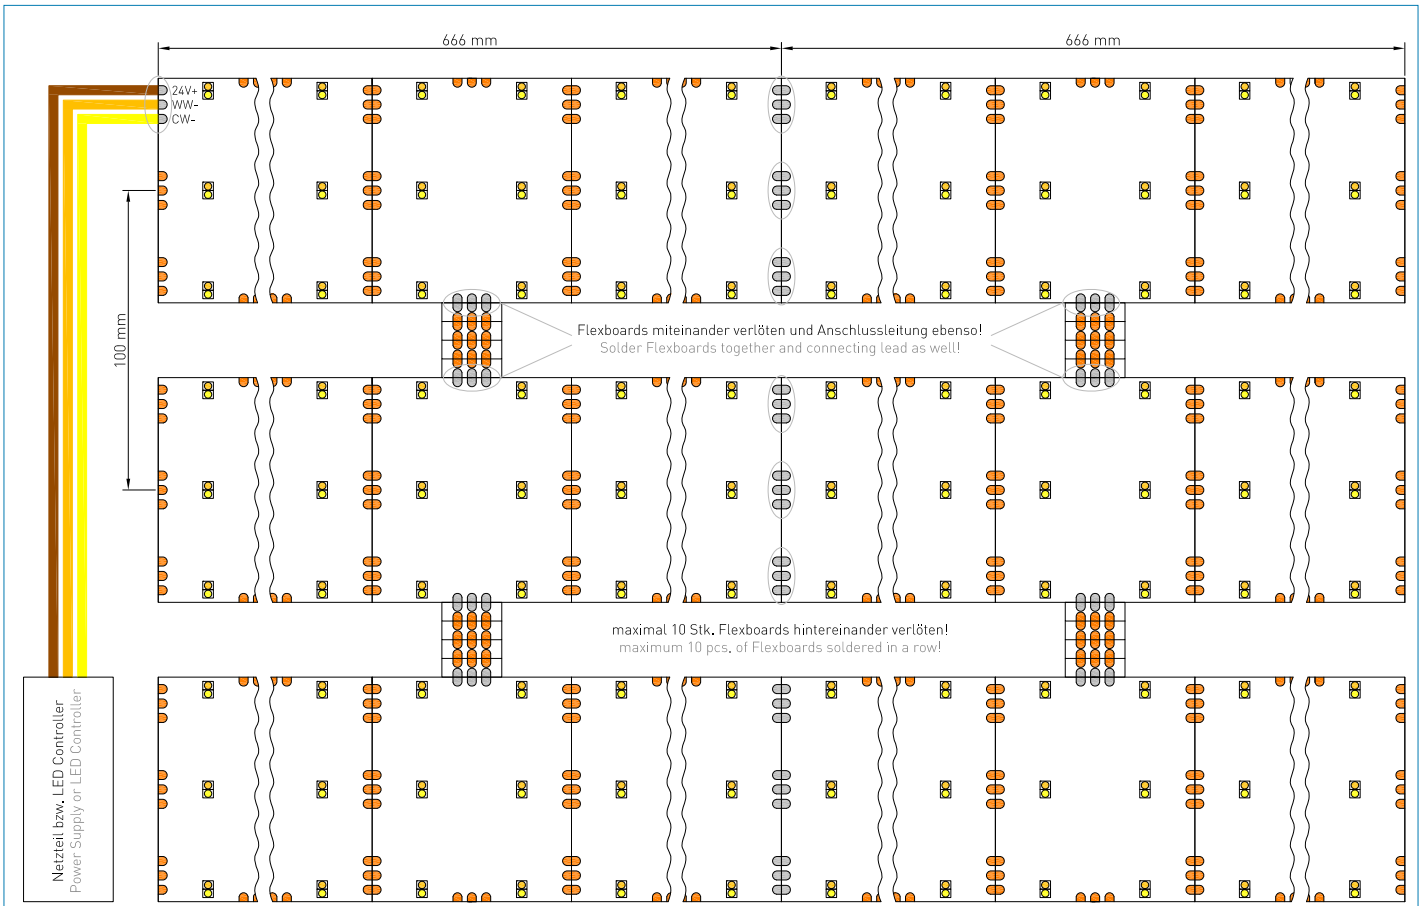 666 mm
666 mm
24V+
WW-
CW-
100 mm
Flexboards miteinander verlöten und Anschlussleitung ebenso!
Solder Flexboards together and connecting lead as well!
maximal 10 Stk. Flexboards hintereinander verlöten!
maximum 10 pcs. of Flexboards soldered in a row!
Netzteil bzw. LED Controller
Power Supply or LED Controller